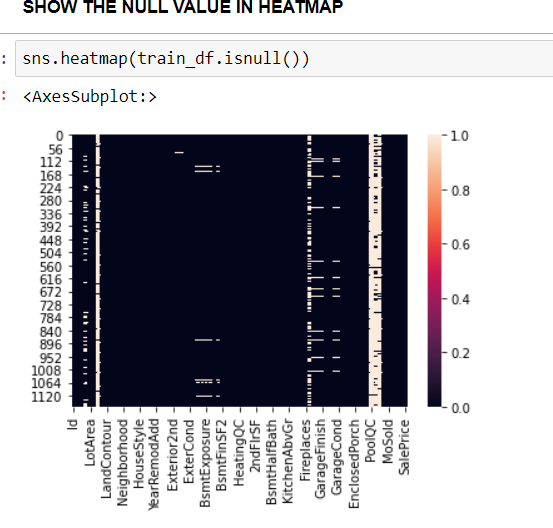 SHOW THE NULL VALUE IN HEATMAP
: sns.heatmap(train_df.isnull())
: <AxesSubplot:>
0
56
112
168
224
280
336
392
448
504
560
616
672
728
784
840
896
952
1008
1064
1120
1.0
0.8
0.6
0.4
0.2
0.0
Id
LotArea
LandContour
Neighborhood
HouseStyle
YearRemodAdd
Exterior2nd
ExterCond
BsmtExposure
BsmtFinSF2
HeatingQC
2ndFlrSF
BsmtHalfBath
KitchenAbvGr
Fireplaces
GarageFinish
GarageCond
EnclosedPorch
PoolQC
MoSold
SalePrice